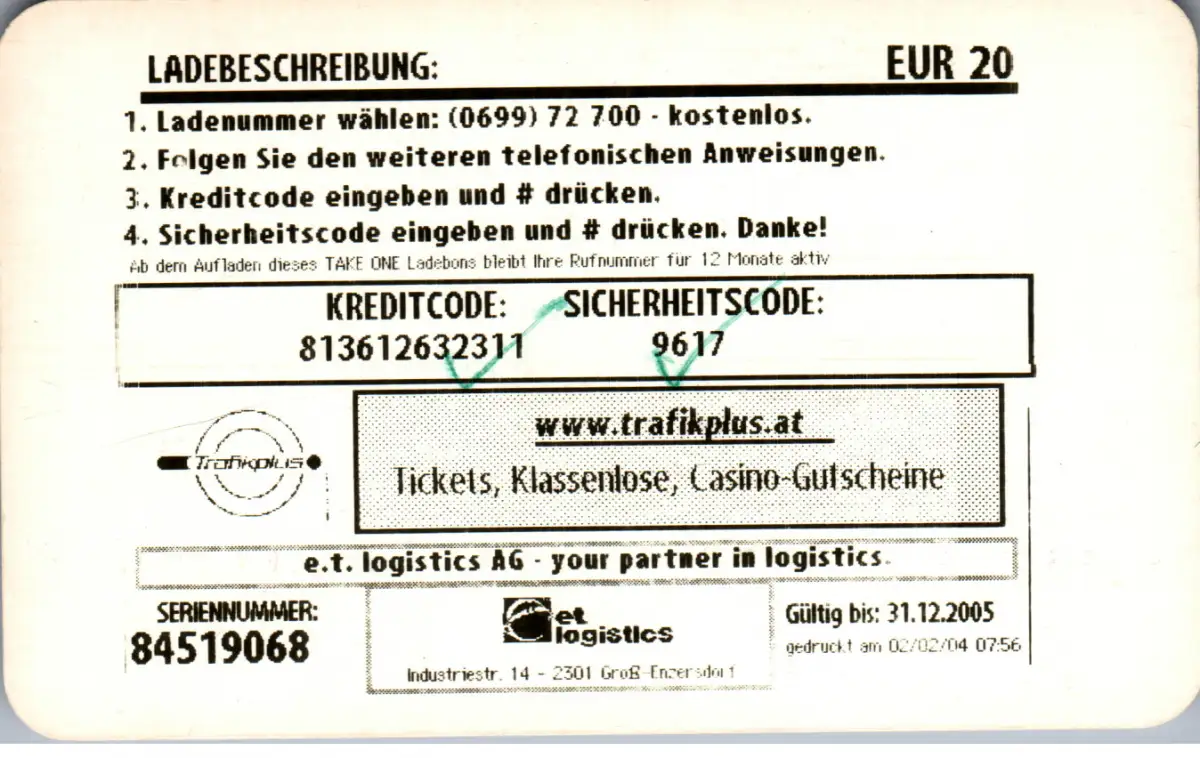 LADEBESCHREIBUNG: EUR 20
1. Ladenummer wählen: (0699) 72 700 - kostenlos.
2. Folgen Sie den weiteren telefonischen Anweisungen.
3. Kreditcode eingeben und # drücken.
4. Sicherheitscode eingeben und # drücken. Danke!
Ab dem Aufladen dieses TAKE ONE Ladebons bleibt Ihre Rufnummer für 12 Monate aktiv
KREDITCODE: SICHERHEITSCODE:
813612632311 9617
www.trafikplus.at
Trafikplus
Tickets, Klassenlose, Casino-Gutscheine
e.t. logistics AG - your partner in logistics.
SERIENNUMMER:
84519068
et
logistics
Industriestr. 14 - 2301 Groß-Enzersdorf
Gültig bis: 31.12.2005
gedruckt am 02/02/04 07:56